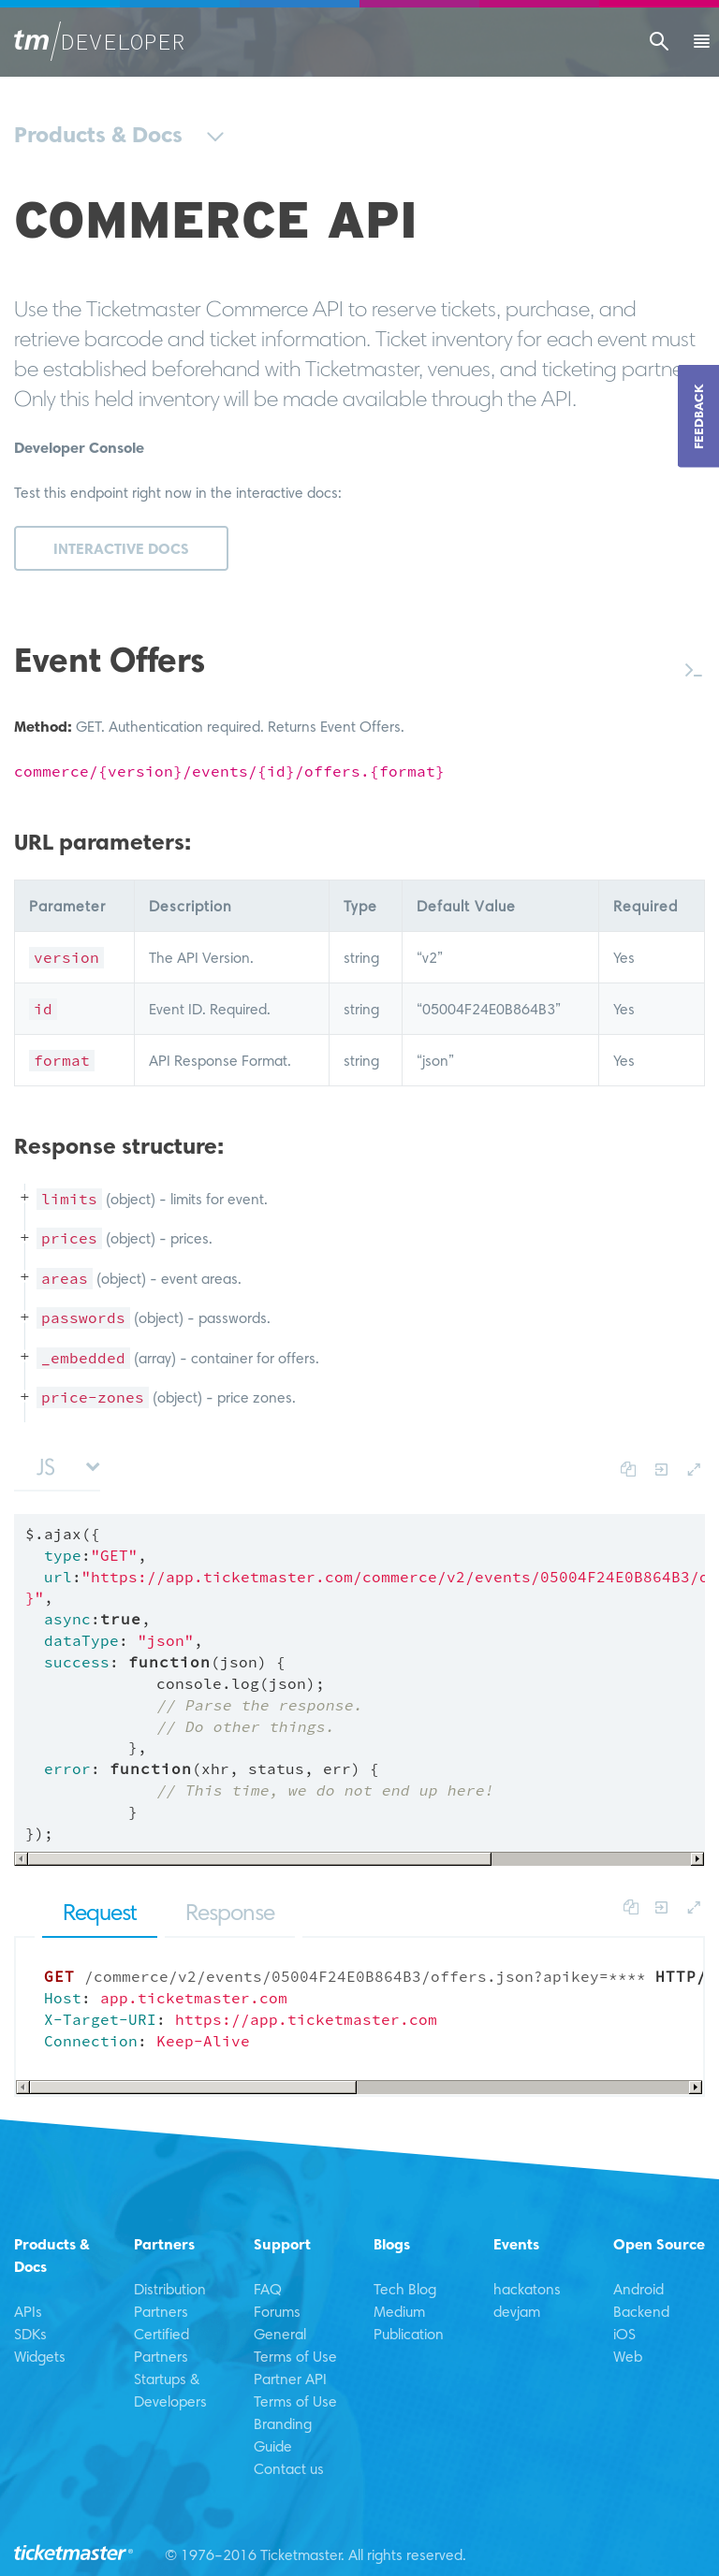 tm/DEVELOPER
Products & Docs
COMMERCE API
Use the Ticketmaster Commerce API to reserve tickets, purchase, and
retrieve barcode and ticket information. Ticket inventory for each event must
be established beforehand with Ticketmaster, venues, and ticketing
Only this held inventory will be made available through the API.
FEEDBACK
Developer Console
Test this endpoint right now in the interactive docs:
INTERACTIVE DOCS
Event Offers
Method: GET. Authentication required. Returns Event Offers.
commerce/{version}/events/{id}/offers.{format}
URL parameters:
Parameter Description Type Default Value Required
version The API Version. string “v2” Yes
id Event ID. Required. string “05004F24E0B864B3” Yes
format API Response Format. string “json” Yes
Response structure:
+ limits (object) - limits for event.
+ prices (object) - prices.
+ areas (object) - event areas.
+ passwords (object) - passwords.
+ _embedded (array) - container for offers.
+ price-zones (object) - price zones.
JS
$.ajax({
type:"GET",
url:"https://app.ticketmaster.com/commerce/v2/events/05004F24E0B864B3/
}",
async:true,
dataType: "json",
success: function(json) {
console.log(json);
// Parse the response.
// Do other things.
},
error: function(xhr, status, err) {
// This time, we do not end up here!
}
});
Request Response
GET /commerce/v2/events/05004F24E0B864B3/offers.json?apikey=**** HTTP/
Host: app.ticketmaster.com
X-Target-URI: https://app.ticketmaster.com
Connection: Keep-Alive
Products &
Docs
APIs
SDKs
Widgets
Partners
Distribution
Partners
Certified
Partners
Startups &
Developers
Support
FAQ
Forums
General
Terms of Use
Partner API
Terms of Use
Branding
Guide
Contact us
Blogs
Tech Blog
Medium
Publication
Events
hackatons
devjam
Open Source
Android
Backend
iOS
Web
ticketmaster® © 1976-2016 Ticketmaster. All rights reserved.